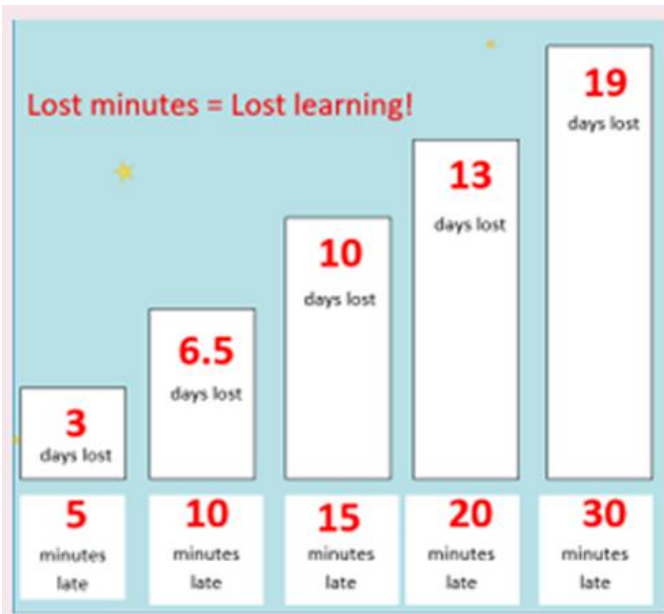 Lost minutes = Lost learning!
3
days lost
6.5
days lost
10
days lost
13
days lost
19
days lost
5
minutes
late
10
minutes
late
15
minutes
late
20
minutes
late
30
minutes
late